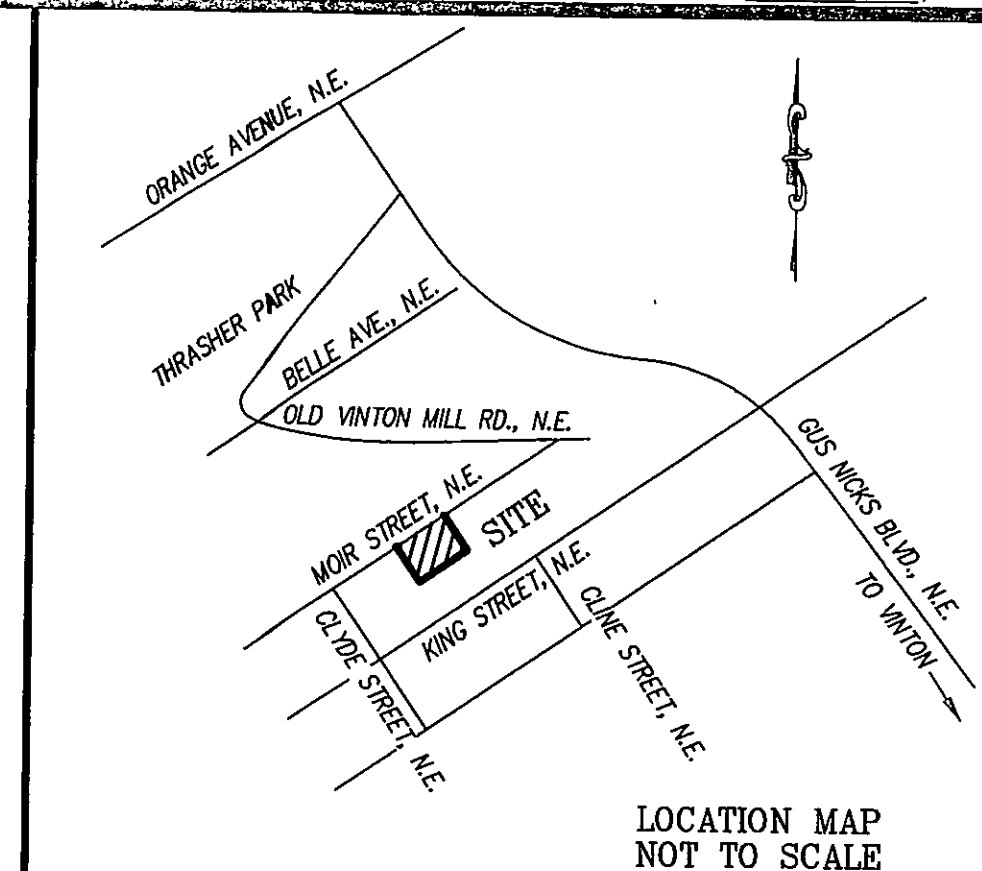 ORANGE AVENUE, N.E.
THRASHER PARK
BELLE AVE., N.E.
OLD VINTON MILL RD., N.E.
MOIR STREET, N.E.
SITE
GUS NICKS BLVD., N.E.
TO VINTON
KING STREET, N.E.
CLYDE STREET, N.E.
CLINE STREET, N.E.
LOCATION MAP
NOT TO SCALE